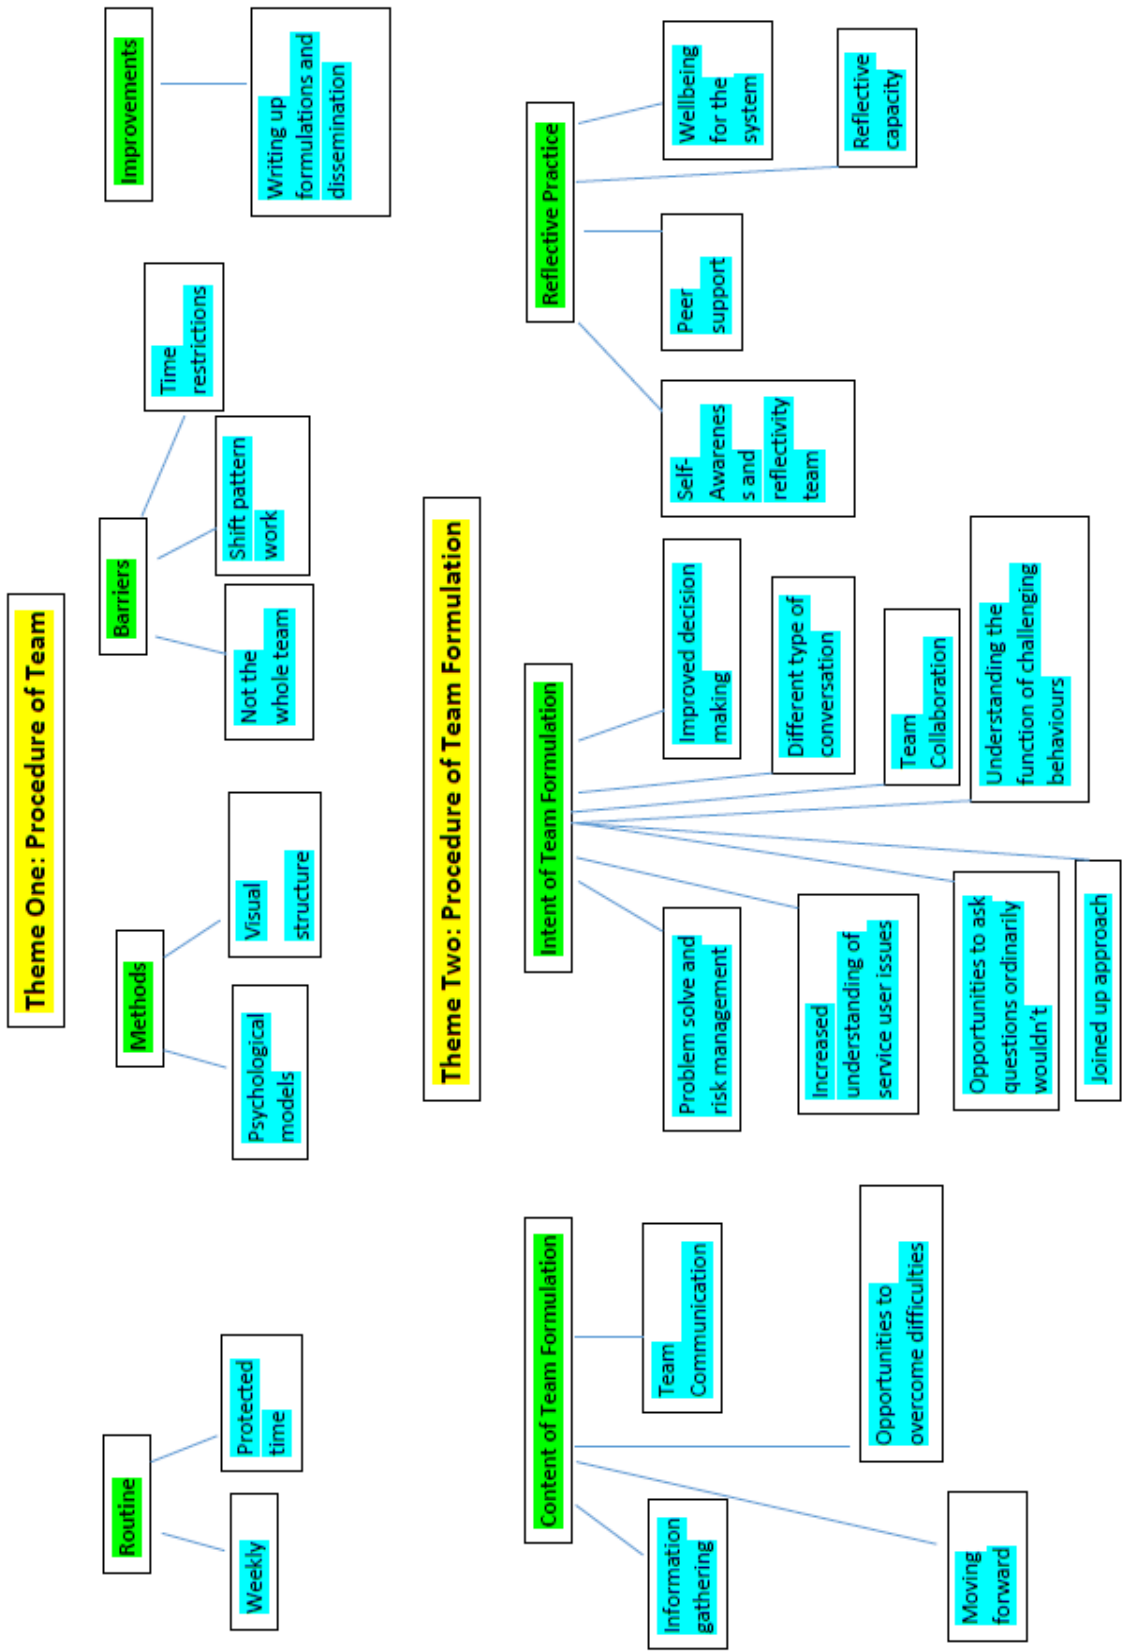 Theme One: Procedure of Team
Routine
Methods
Barriers
Improvements
Weekly
Protected
time
Psychological
models
Visual
structure
Not the
whole team
Shift pattern
work
Time
restrictions
Writing up
formulations and
dissemination
Theme Two: Procedure of Team Formulation
Content of Team Formulation
Intent of Team Formulation
Reflective Practice
Information
gathering
Team
Communication
Opportunities to
overcome difficulties
Moving
forward
Problem solve and
risk management
Increased
understanding of
service user issues
Opportunities to ask
questions ordinarily
wouldn't
Joined up approach
Improved decision
making
Different type of
conversation
Team
Collaboration
Understanding the
function of challenging
behaviours
Self-
Awarenes
s and
reflectivity
team
Peer
support
Wellbeing
for the
system
Reflective
capacity